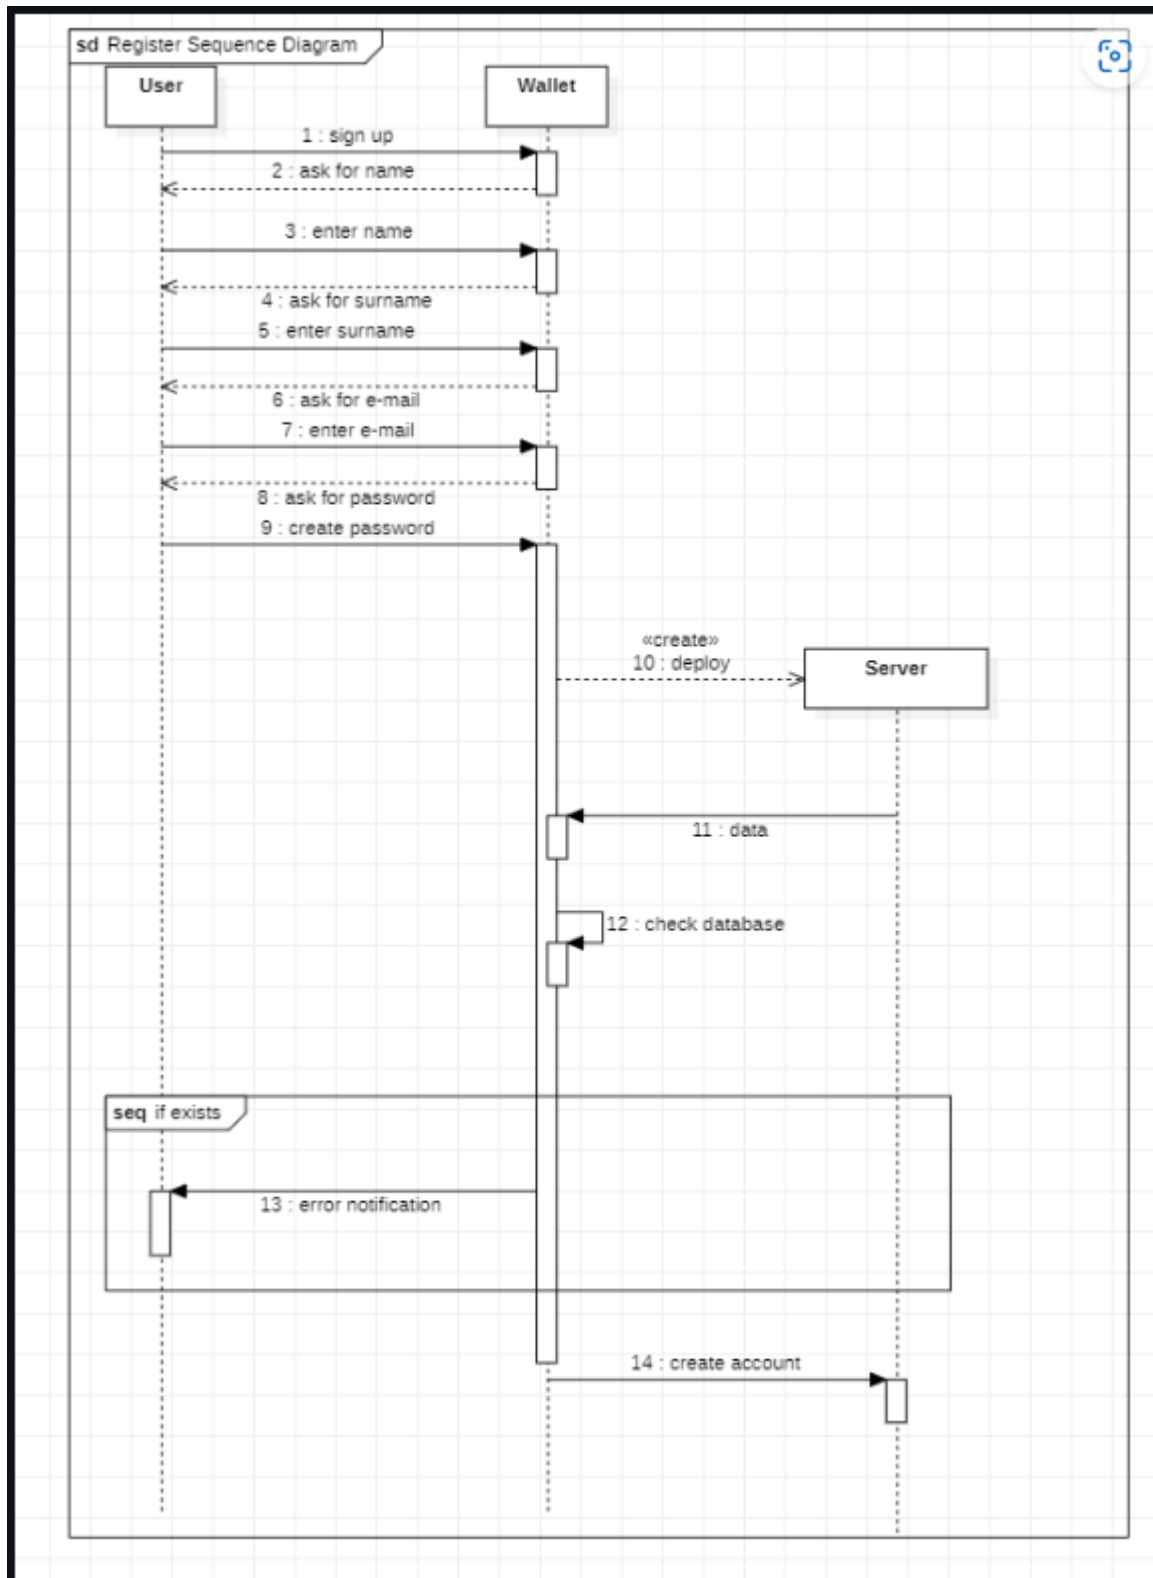 sd Register Sequence Diagram
User
Wallet
1 : sign up
2 : ask for name
3 : enter name
4 : ask for surname
5 : enter surname
6 : ask for e-mail
7 : enter e-mail
8 : ask for password
9 : create password
«create»
10 : deploy
Server
11 : data
12 : check database
seq if exists
13 : error notification
14 : create account